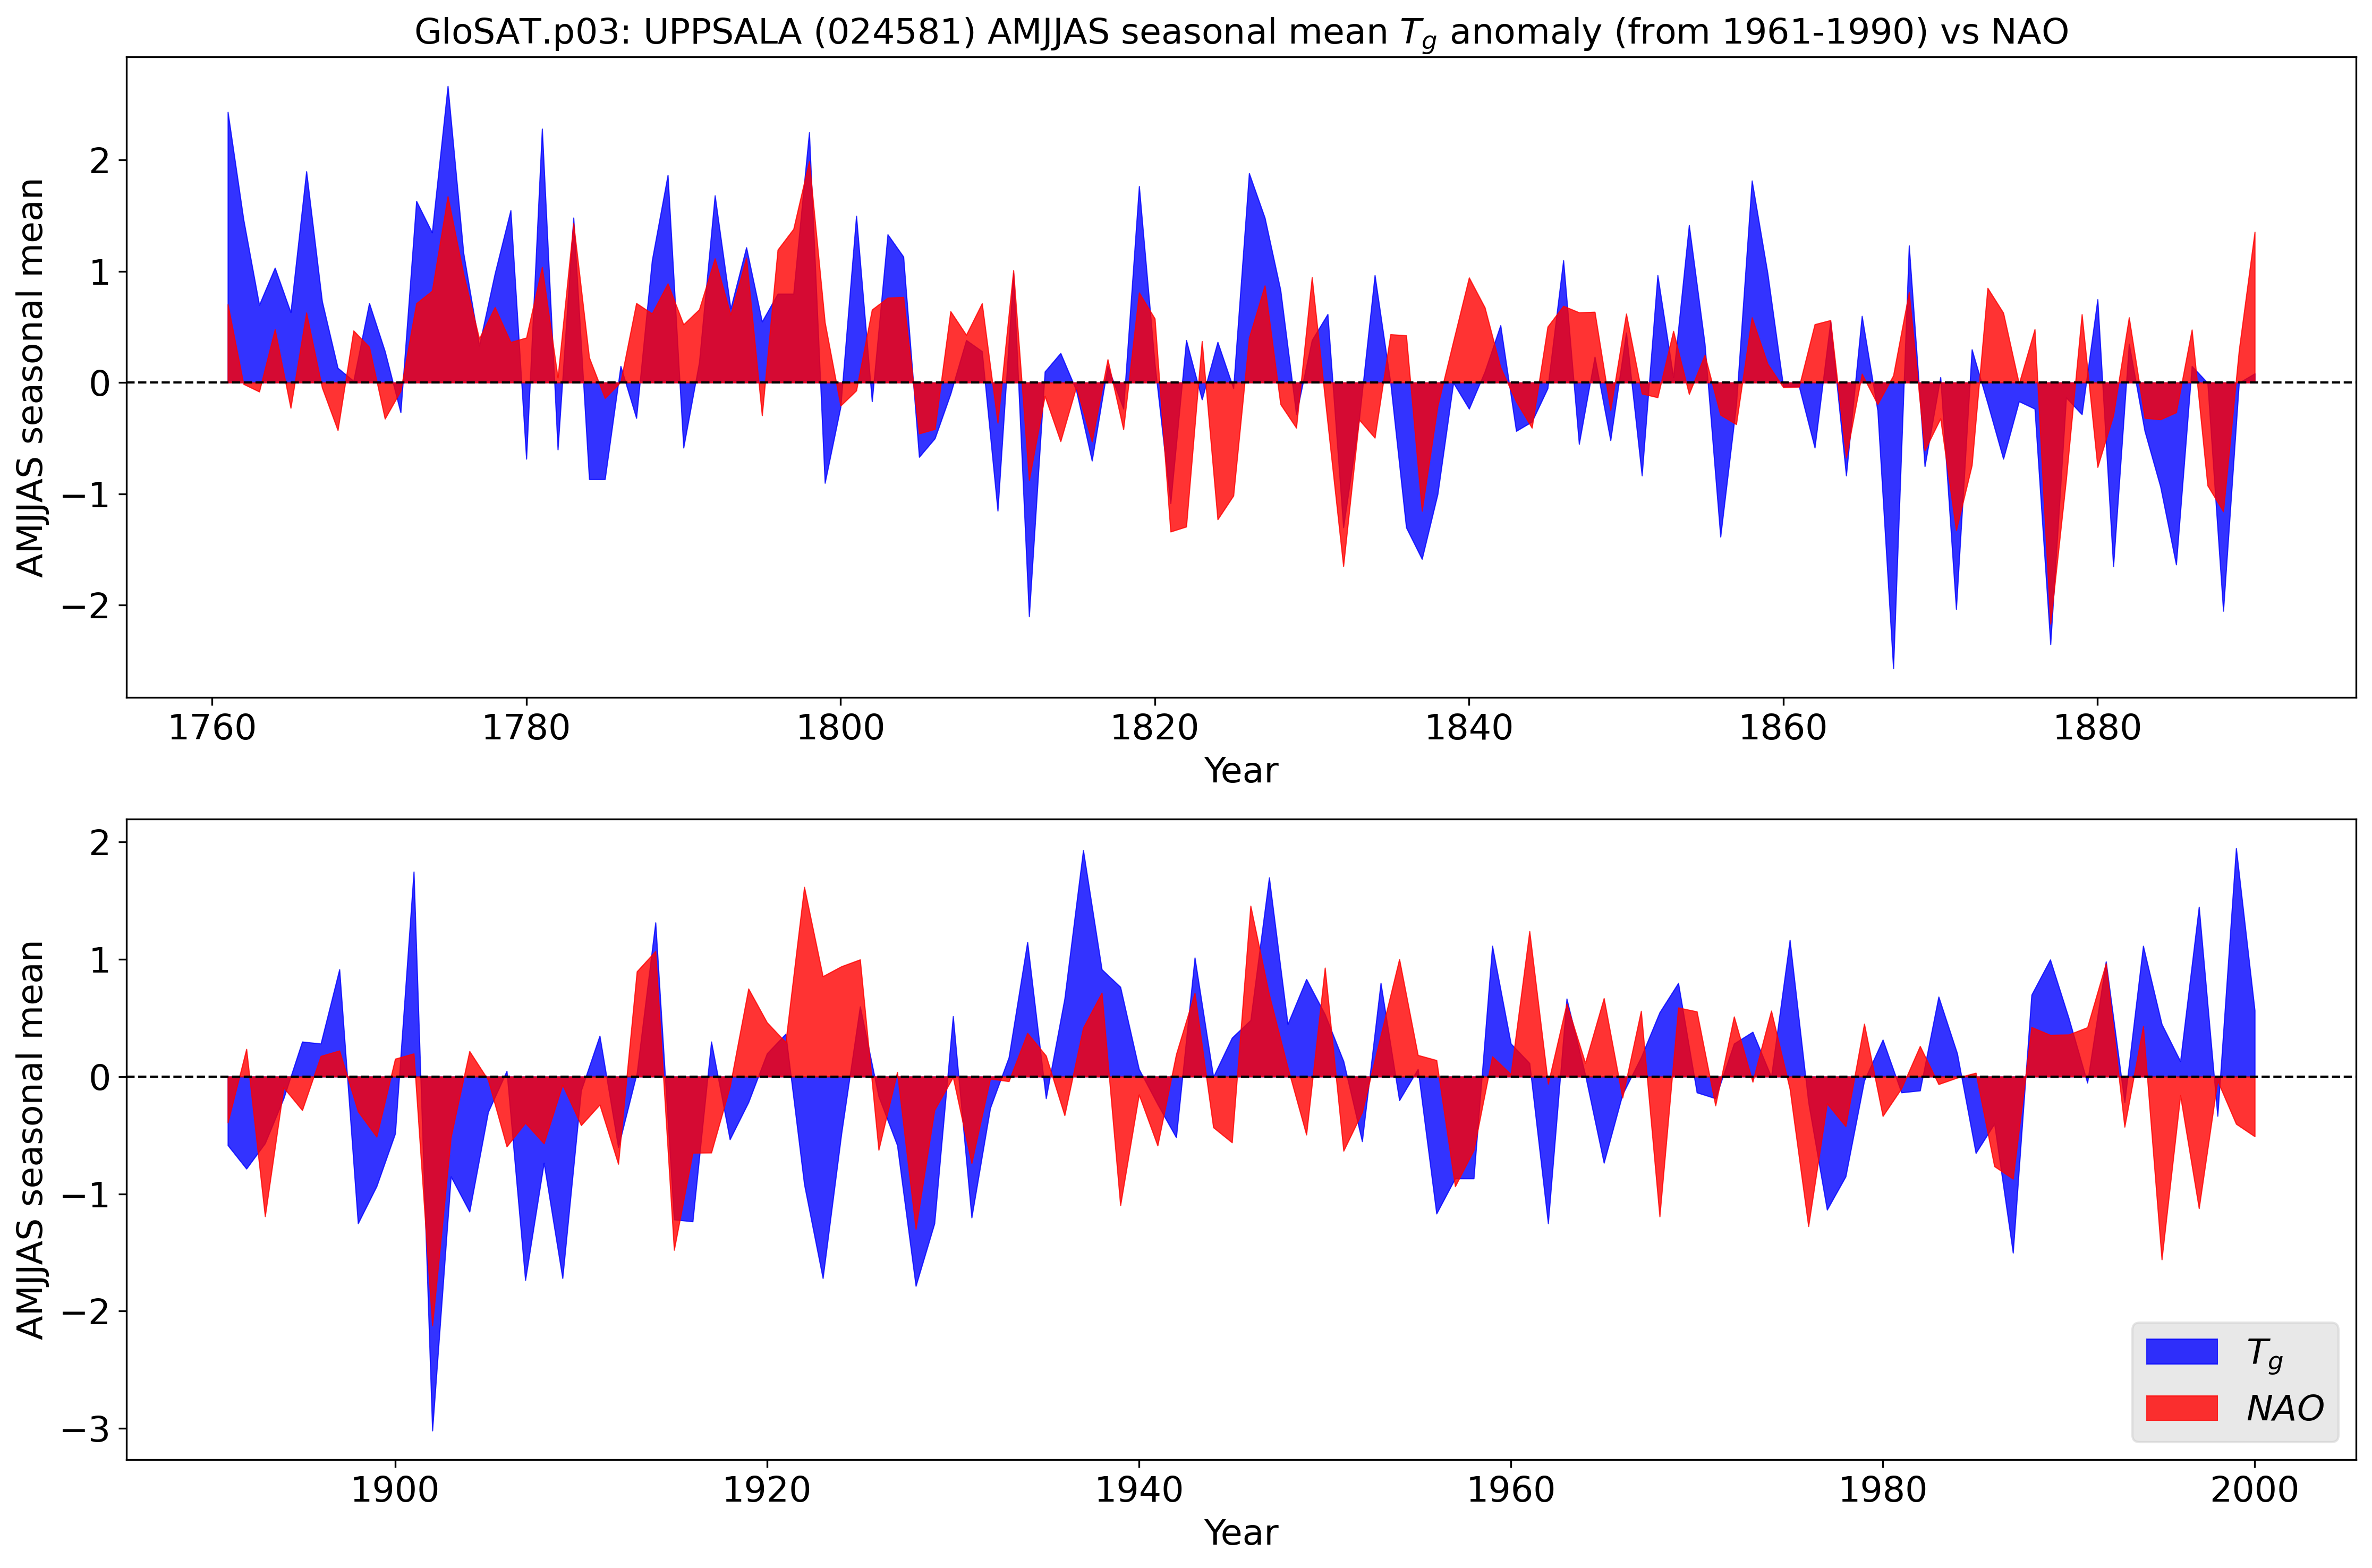 GloSAT.p03: UPPSALA (024581) AMJJAS seasonal mean Tg anomaly (from 1961-1990) vs NAO
AMJJAS seasonal mean
2
1
0
−1
−2
1760 1780 1800 1820 1840 1860 1880
Year
AMJJAS seasonal mean
2
1
0
−1
−2
−3
Tg
NAO
1900 1920 1940 1960 1980 2000
Year